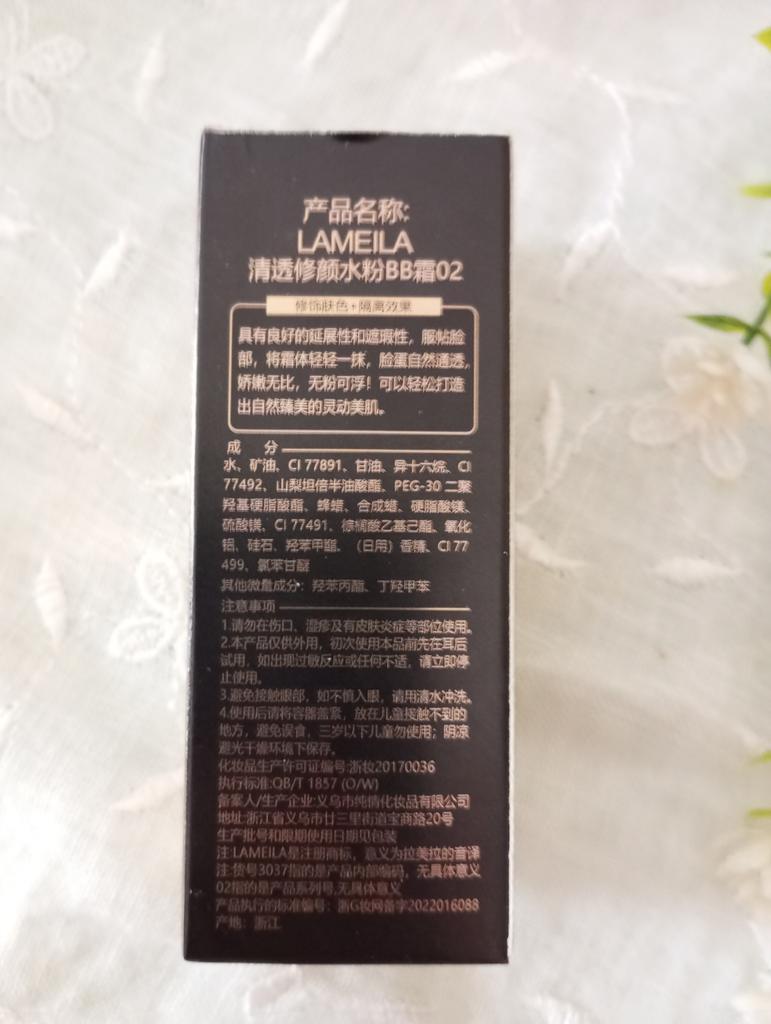 产品名称:
LAMEILA
清透修颜水粉BB霜02
修饰肤色+隔离效果
具有良好的延展性和遮瑕性，服帖脸
部，将霜体轻轻一抹，脸蛋自然通透，
娇嫩无比，无粉可浮！可以轻松打造
出自然臻美的灵动美肌。
成 分
水、矿油、CI 77891、甘油、异十六烷、CI
77492、山梨坦倍半油酸酯、PEG-30 二聚
羟基硬脂酸酯、蜂蜡、合成蜡、硬脂酸镁、
硫酸镁、CI 77491、棕榈酸乙基己酯、氧化
铝、硅石、羟苯甲酯、（日用）香精、CI 77
499、氯苯甘醚
其他微量成分：羟苯丙酯、丁羟甲苯
注意事项
1.请勿在伤口、湿疹及有皮肤炎症等部位使用。
2.本产品仅供外用，初次使用本品前先在耳后
试用，如出现过敏反应或任何不适，请立即停
止使用。
3.避免接触眼部，如不慎入眼，请用清水冲洗。
4.使用后请将容器盖紧，放在儿童接触不到的
地方，避免误食，三岁以下儿童勿使用；阴凉
避光干燥环境下保存。
化妆品生产许可证编号:浙妆20170036
执行标准:QB/T 1857 (O/W)
备案人/生产企业:义乌市纯情化妆品有限公司
地址:浙江省义乌市廿三里街道宝商路20号
生产批号和限期使用日期见包装
注:LAMEILA是注册商标，意义为拉美拉的音译
注:货号3037指的是产品内部编码，无具体意义
02指的是产品系列号,无具体意义
产品执行的标准编号：浙G妆网备字2022016088
产地：浙江